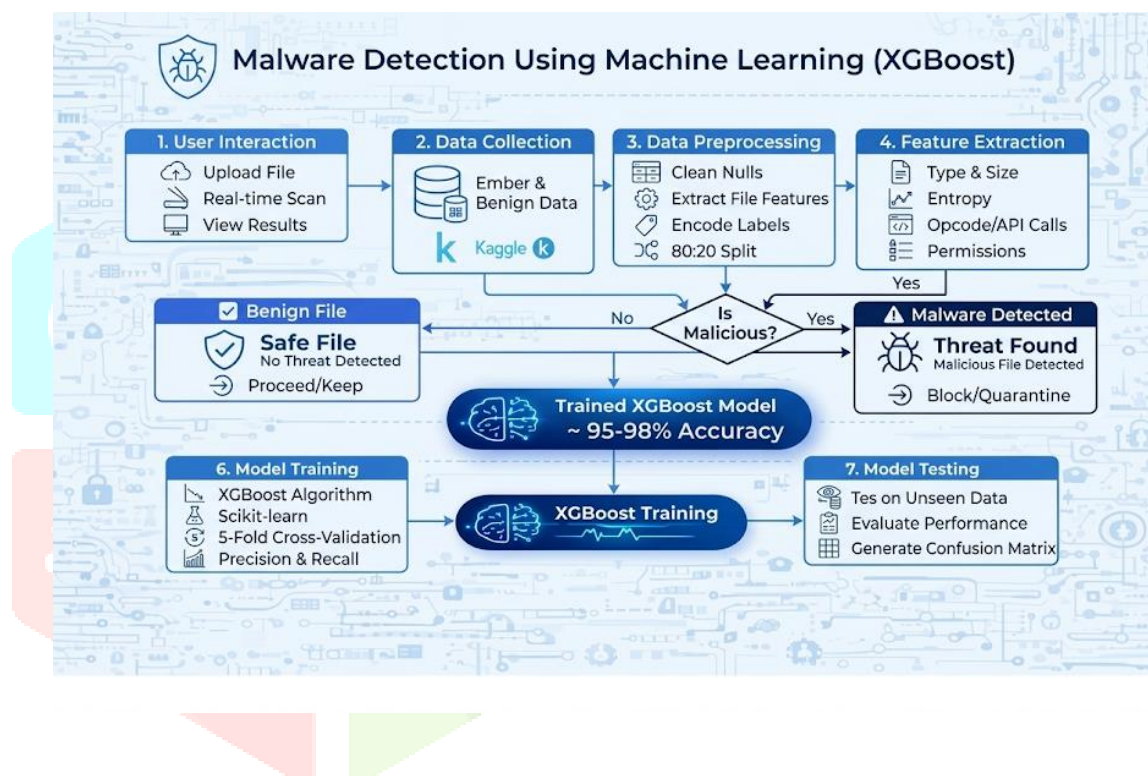 Malware Detection Using Machine Learning (XGBoost)
1. User Interaction
Upload File
Real-time Scan
View Results
2. Data Collection
Ember &
Benign Data
k Kaggle k
3. Data Preprocessing
Clean Nulls
Extract File Features
Encode Labels
80:20 Split
4. Feature Extraction
Type & Size
Entropy
Opcode/API Calls
Permissions
Yes
Benign File
Safe File
No Threat Detected
Proceed/Keep
No
Is
Malicious?
Yes
Malware Detected
Threat Found
Malicious File Detected
Block/Quarantine
Trained XGBoost Model
~ 95-98% Accuracy
6. Model Training
XGBoost Algorithm
Scikit-learn
5-Fold Cross-Validation
Precision & Recall
XGBoost Training
7. Model Testing
Tes on Unseen Data
Evaluate Performance
Generate Confusion Matrix